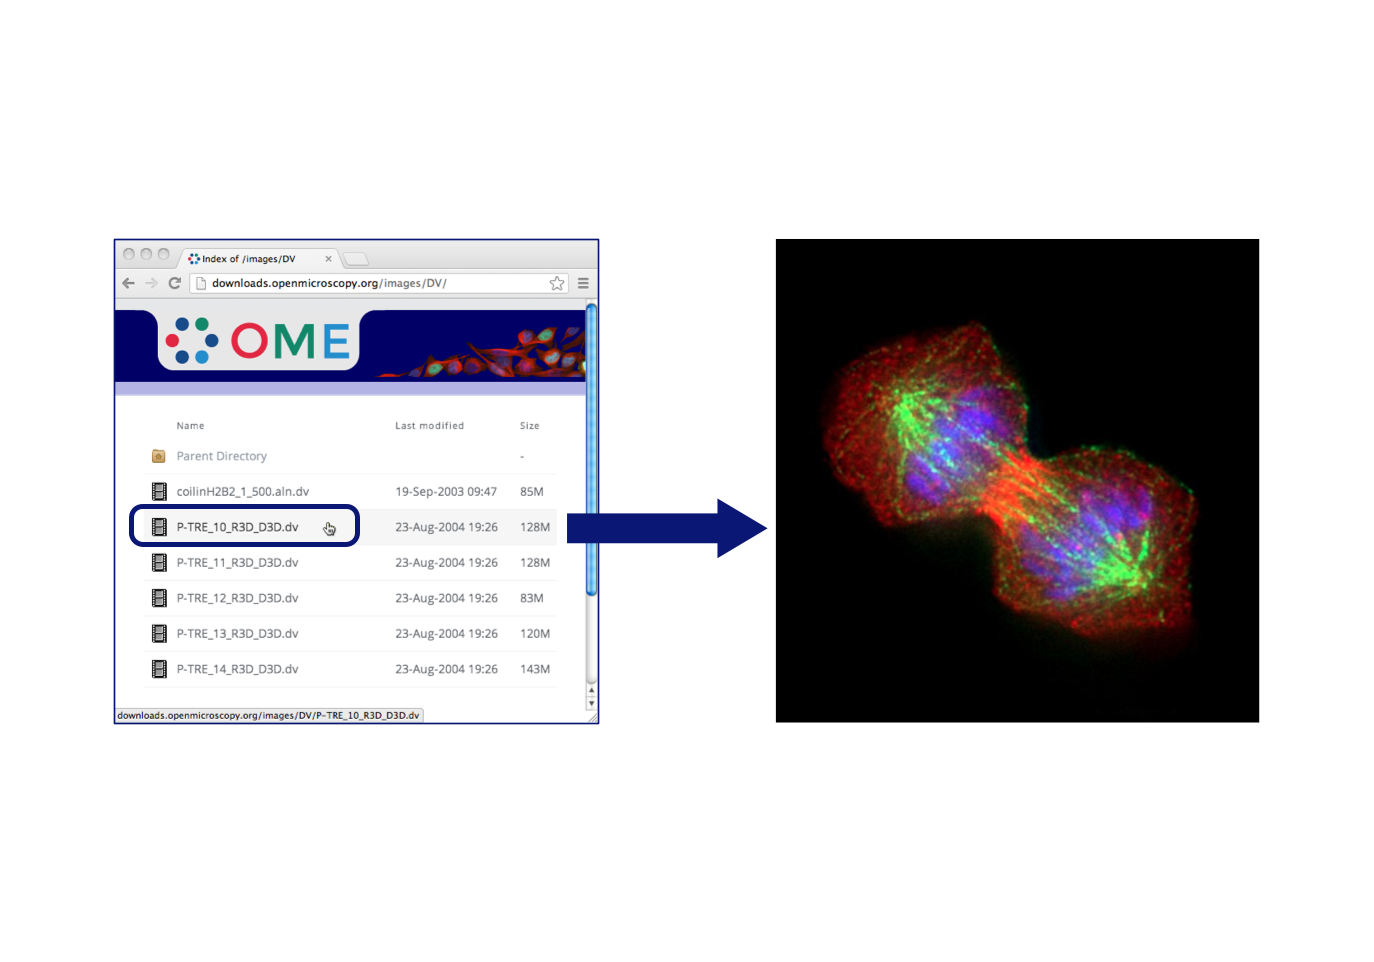 Index of /images/DV
downloads.openmicroscopy.org/images/DV/
OME
Name Last modified Size
Parent Directory -
coilinH2B2_1_500.aln.dv 19-Sep-2003 09:47 85M
P-TRE_10_R3D_D3D.dv 23-Aug-2004 19:26 128M
P-TRE_11_R3D_D3D.dv 23-Aug-2004 19:26 128M
P-TRE_12_R3D_D3D.dv 23-Aug-2004 19:26 83M
P-TRE_13_R3D_D3D.dv 23-Aug-2004 19:26 120M
P-TRE_14_R3D_D3D.dv 23-Aug-2004 19:26 143M
downloads.openmicroscopy.org/images/DV/P-TRE_10_R3D_D3D.dv